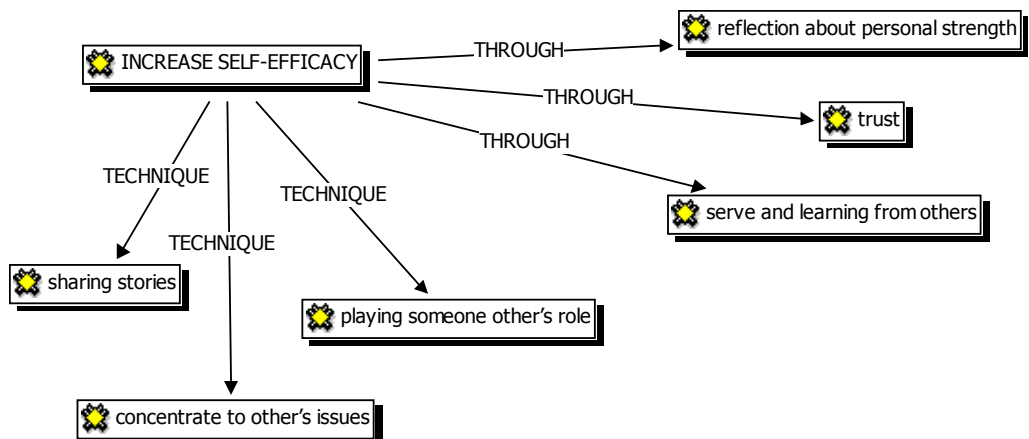 reflection about personal strength
THROUGH
INCREASE SELF-EFFICACY
THROUGH
trust
THROUGH
TECHNIQUE
TECHNIQUE
serve and learning from others
TECHNIQUE
sharing stories
playing someone other's role
concentrate to other's issues